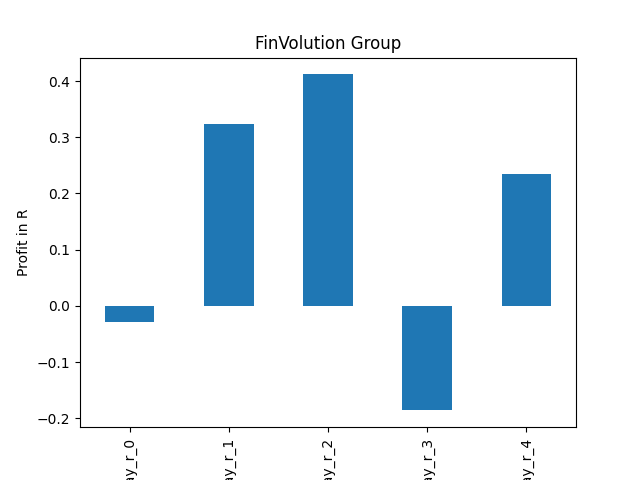 FinVolution Group
Profit in R
0.4
0.3
0.2
0.1
0.0
−0.1
−0.2
ay_r_0
ay_r_1
ay_r_2
ay_r_3
ay_r_4